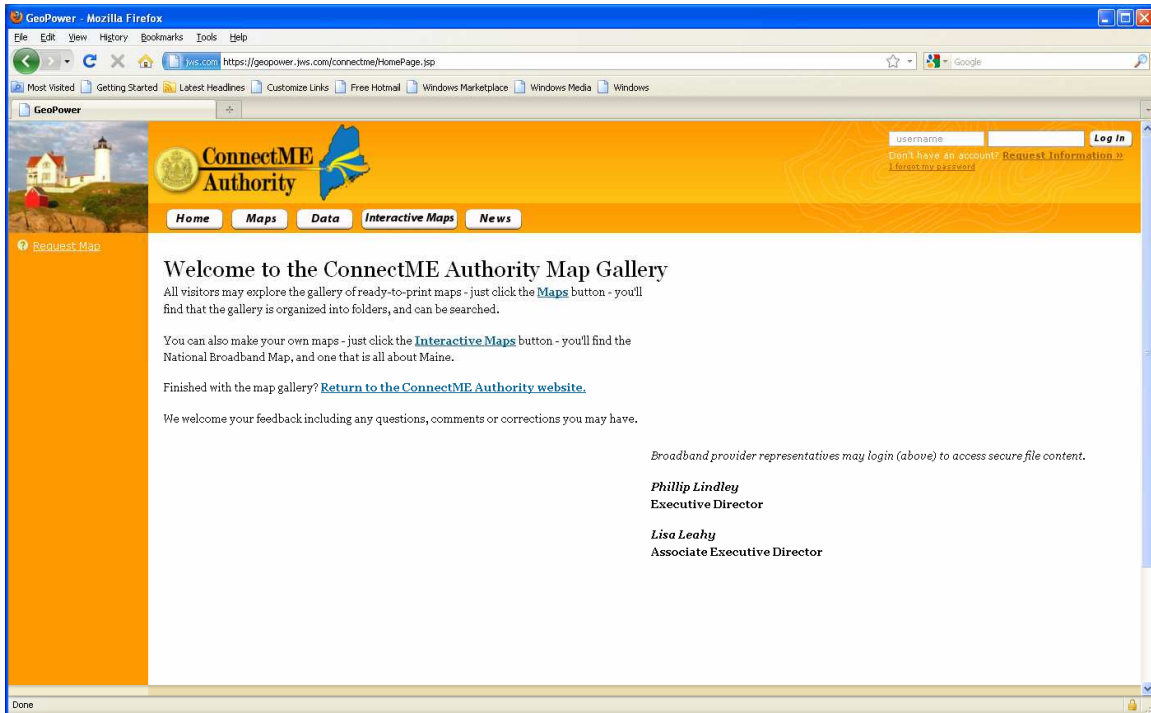 GeoPower - Mozilla Firefox
File Edit View History Bookmarks Tools Help
jws.com https://geopower.jws.com/connectme/HomePage.jsp
Google
Most Visited Getting Started Latest Headlines Customize Links Free Hotmail Windows Marketplace Windows Media Windows
GeoPower
ConnectME
Authority
username
Log In
Don't have an account? Request Information »
I forgot my password
Home Maps Data Interactive Maps News
Request Map
Welcome to the ConnectME Authority Map Gallery
All visitors may explore the gallery of ready-to-print maps - just click the Maps button - you'll
find that the gallery is organized into folders, and can be searched.
You can also make your own maps - just click the Interactive Maps button - you'll find the
National Broadband Map, and one that is all about Maine.
Finished with the map gallery? Return to the ConnectME Authority website.
We welcome your feedback including any questions, comments or corrections you may have.
Broadband provider representatives may login (above) to access secure file content.
Phillip Lindley
Executive Director
Lisa Leahy
Associate Executive Director
Done